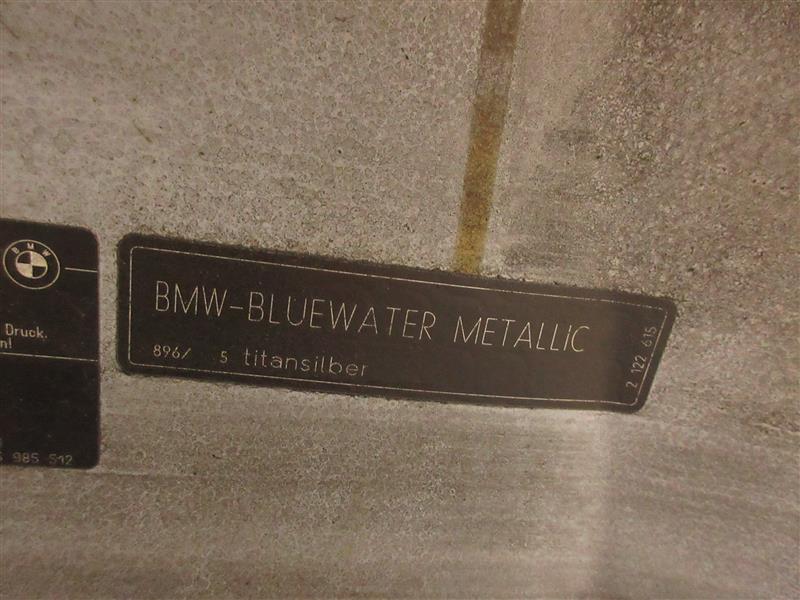 BMW
Druck.
n!
985 512
BMW-BLUEWATER METALLIC
896/ 5 titansilber
2 122 615